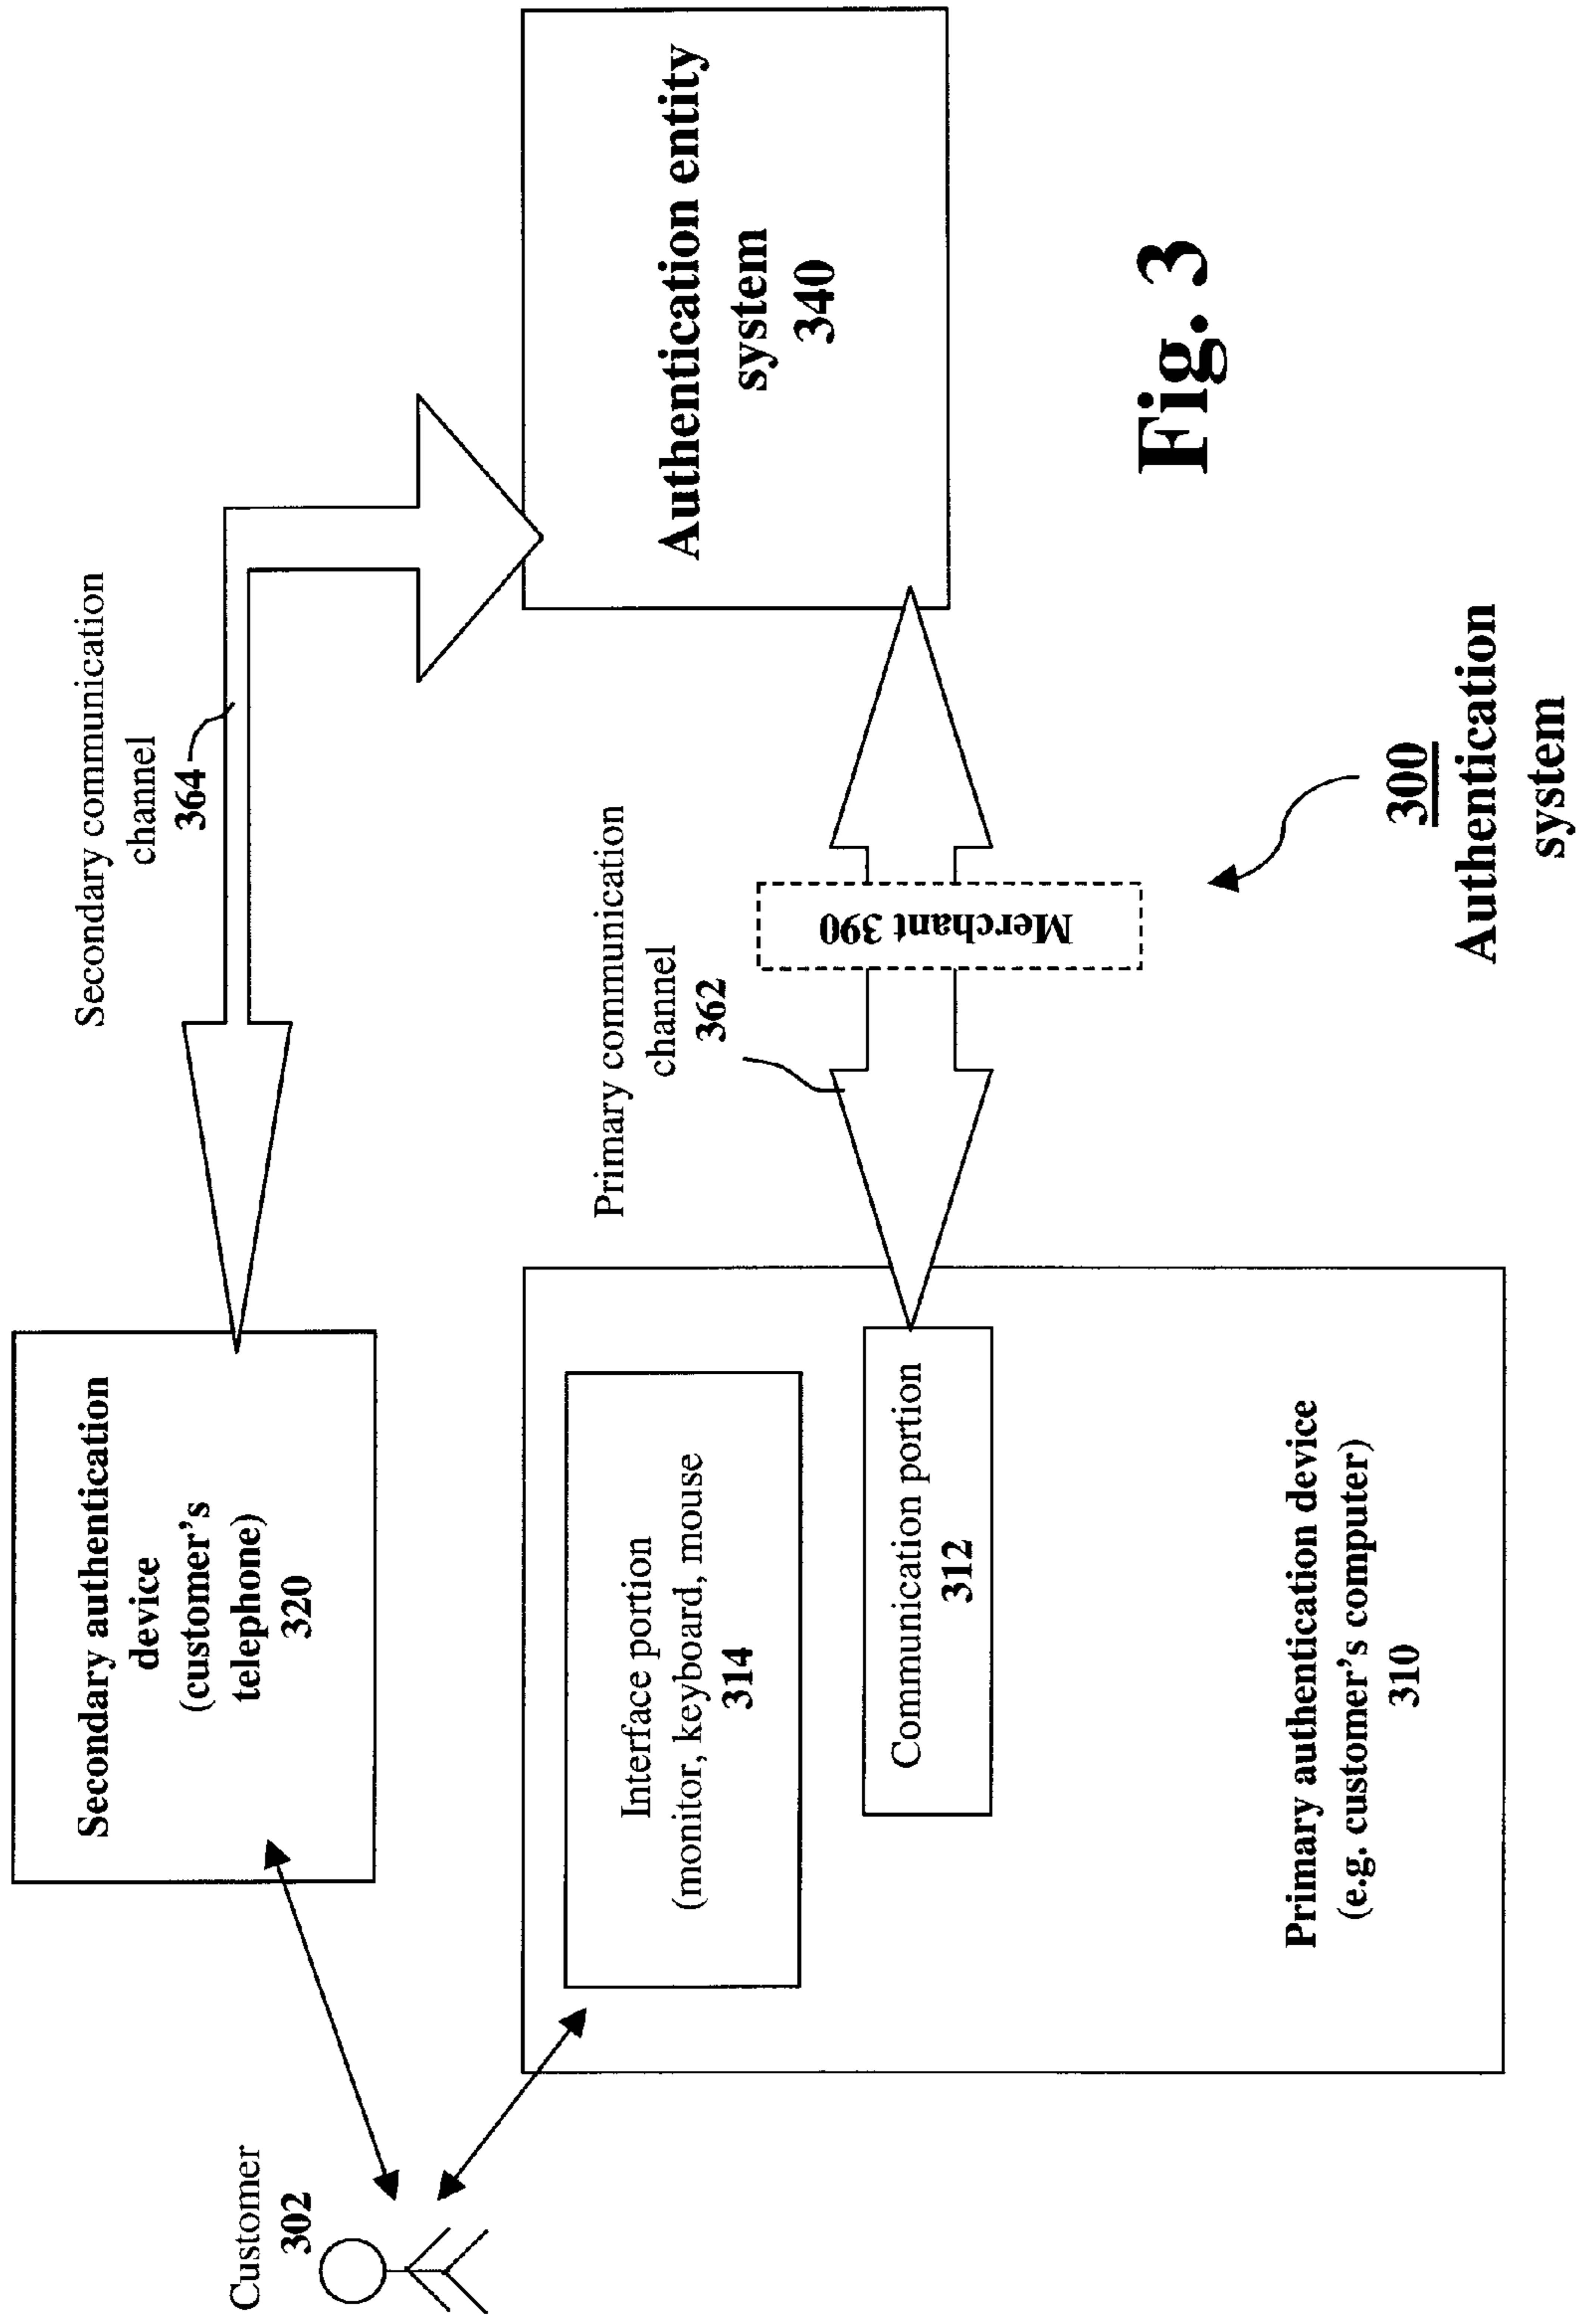 Customer
302
Secondary authentication
device
(customer's
telephone)
320
Secondary communication
channel
364
Interface portion
(monitor, keyboard, mouse
314
Communication portion
312
Primary authentication device
(e.g. customer's computer)
310
Primary communication
channel
362
Merchant 390
Authentication entity
system
340
300
Authentication
system
Fig. 3